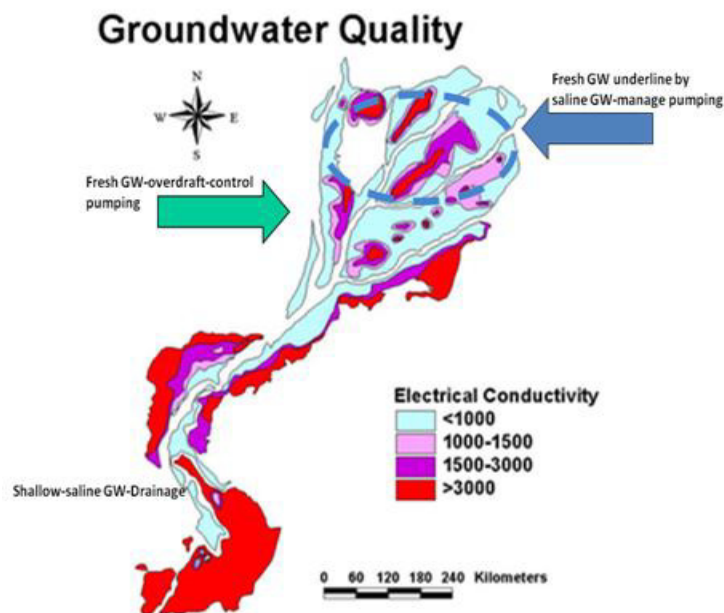 Groundwater Quality
N
W E
S
Fresh GW underline by
saline GW-manage pumping
Fresh GW-overdraft-control
pumping
Electrical Conductivity
<1000
1000-1500
1500-3000
>3000
Shallow-saline GW-Drainage
0 60 120 180 240 Kilometers